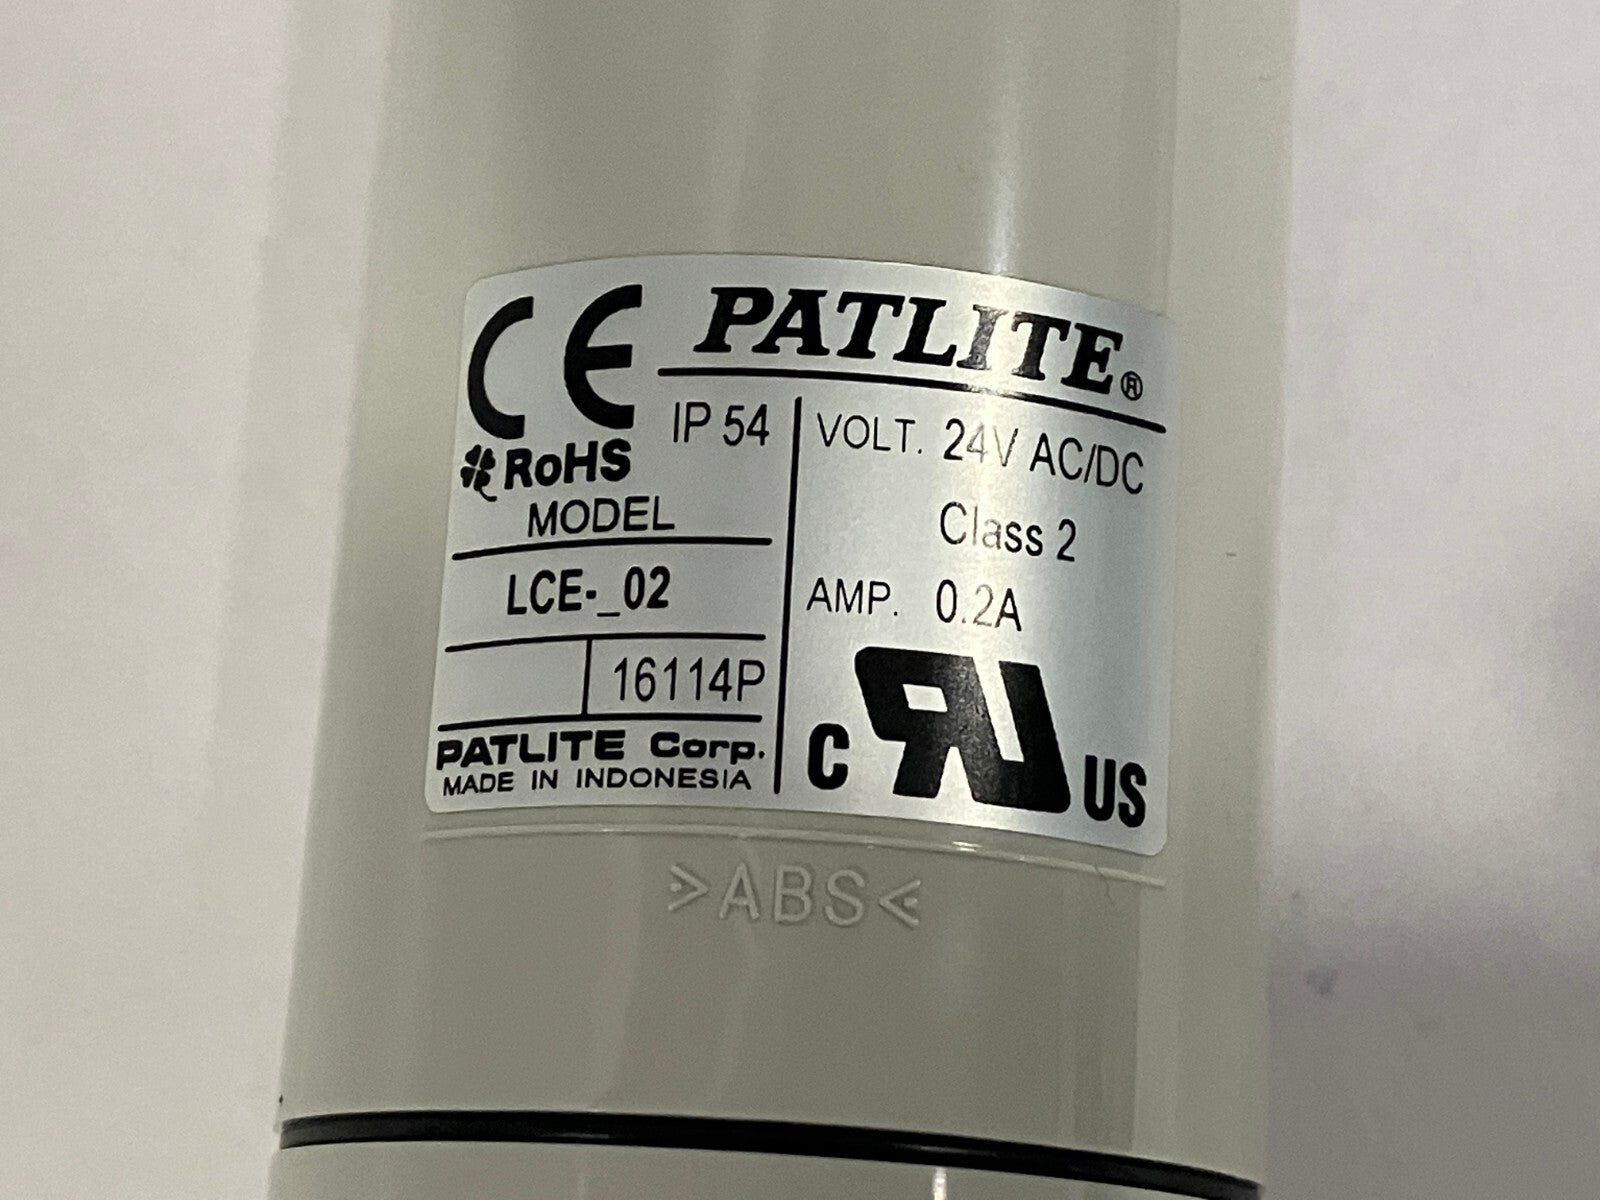 CE PATLITE®
IP 54
RoHS
MODEL
LCE-_02
16114P
PATLITE Corp.
MADE IN INDONESIA
VOLT. 24V AC/DC
Class 2
AMP. 0.2A
C RU US
>ABS<